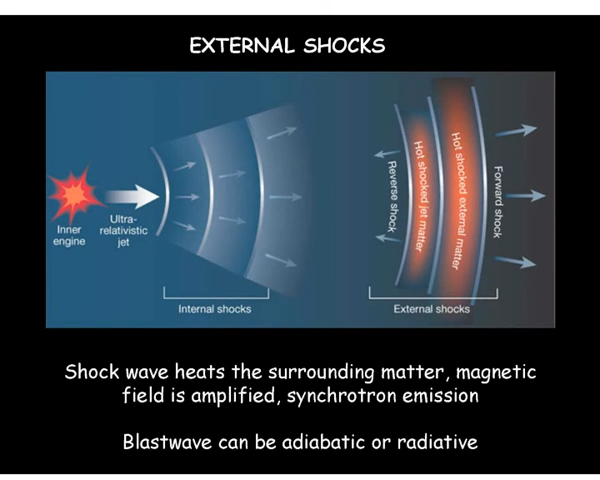 EXTERNAL SHOCKS
Inner
engine
Ultra-
relativistic
jet
Internal shocks
Reverse shock
Hot shocked jet matter
Hot shocked external matter
Forward shock
External shocks
Shock wave heats the surrounding matter, magnetic
field is amplified, synchrotron emission
Blastwave can be adiabatic or radiative